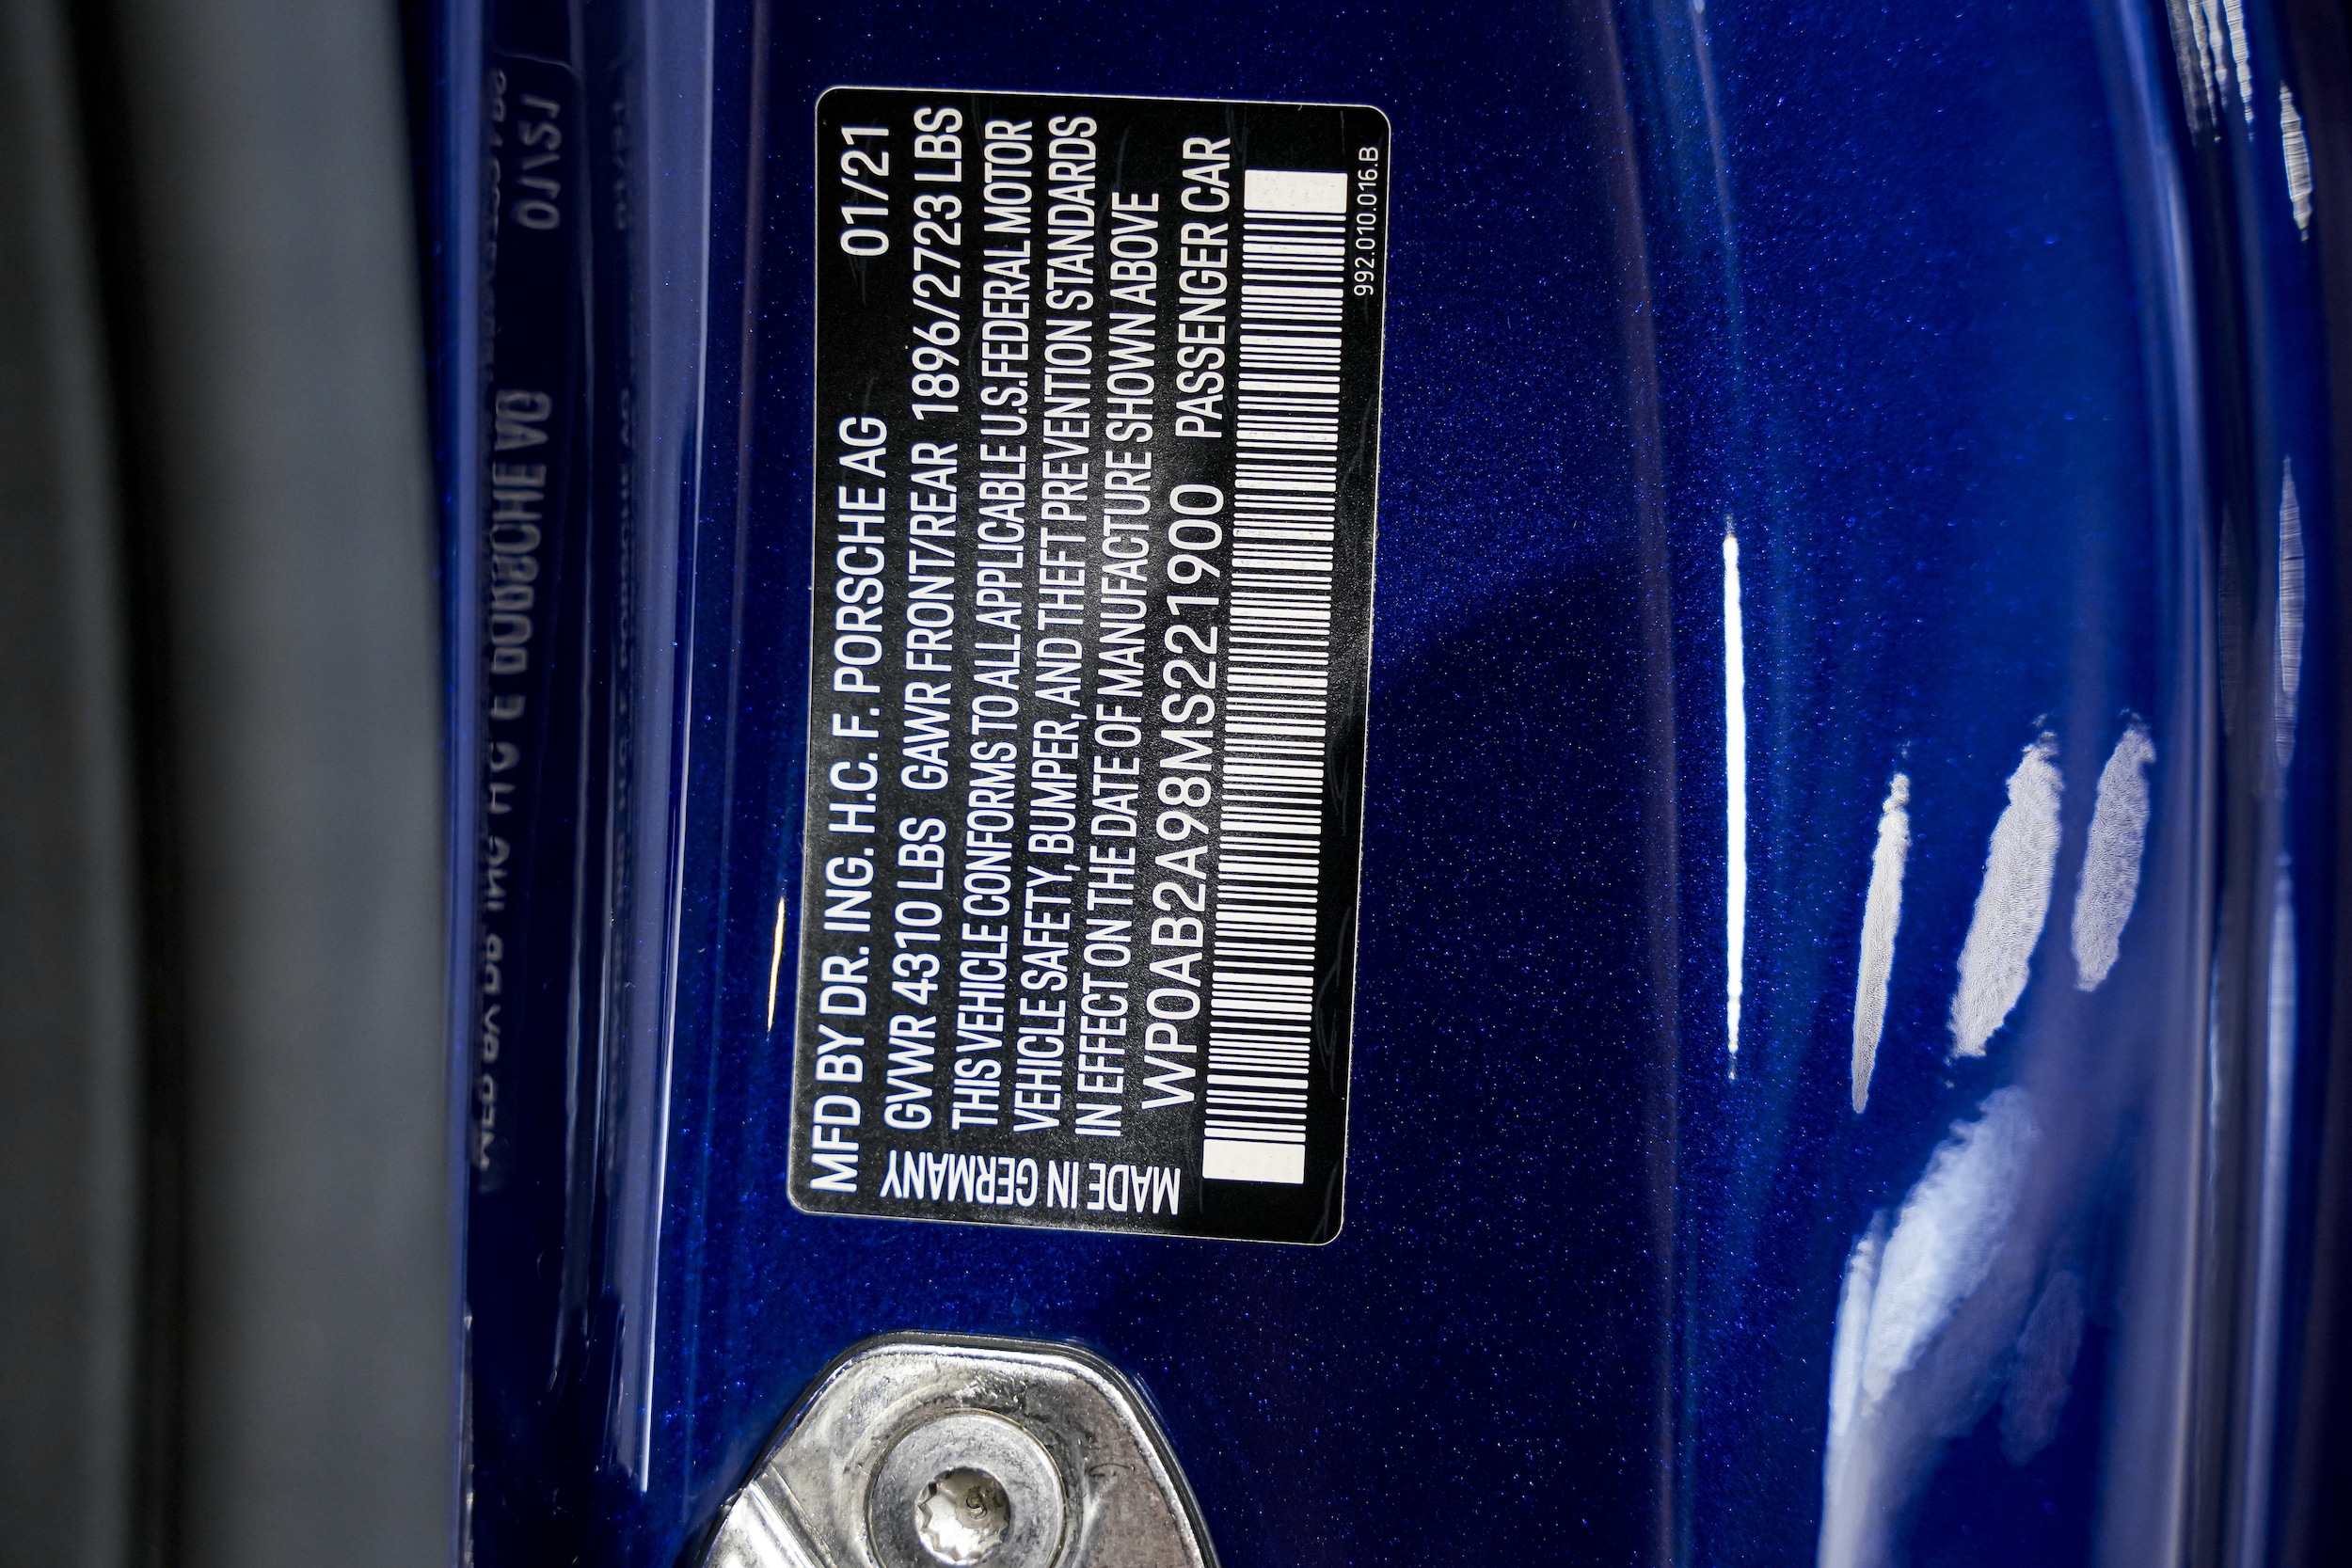 MFD BY DR. ING. H.C. F. PORSCHE AG 01/21
GVWR 4310 LBS GAWR FRONT/REAR 1896/2723 LBS
THIS VEHICLE CONFORMS TO ALL APPLICABLE U.S. FEDERAL MOTOR
VEHICLE SAFETY, BUMPER, AND THEFT PREVENTION STANDARDS
IN EFFECT ON THE DATE OF MANUFACTURE SHOWN ABOVE
WP0AB2A98MS221900 PASSENGER CAR
992.010.016.B
MADE IN GERMANY